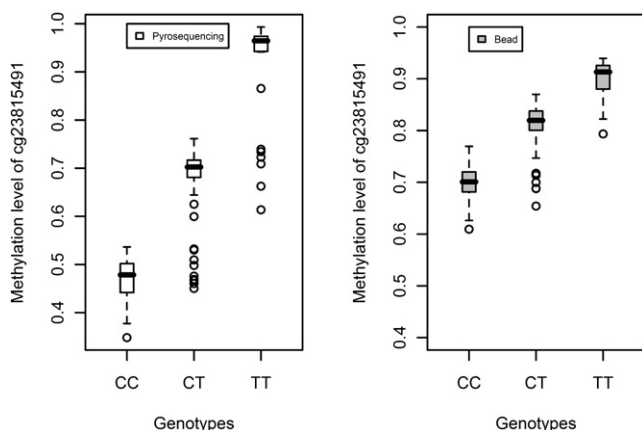 Pyrosequencing
Methylation level of cg23815491
1.0
0.9
0.8
0.7
0.6
0.5
0.4
CC CT TT
Genotypes
Bead
Methylation level of cg23815491
1.0
0.9
0.8
0.7
0.6
0.5
0.4
CC CT TT
Genotypes